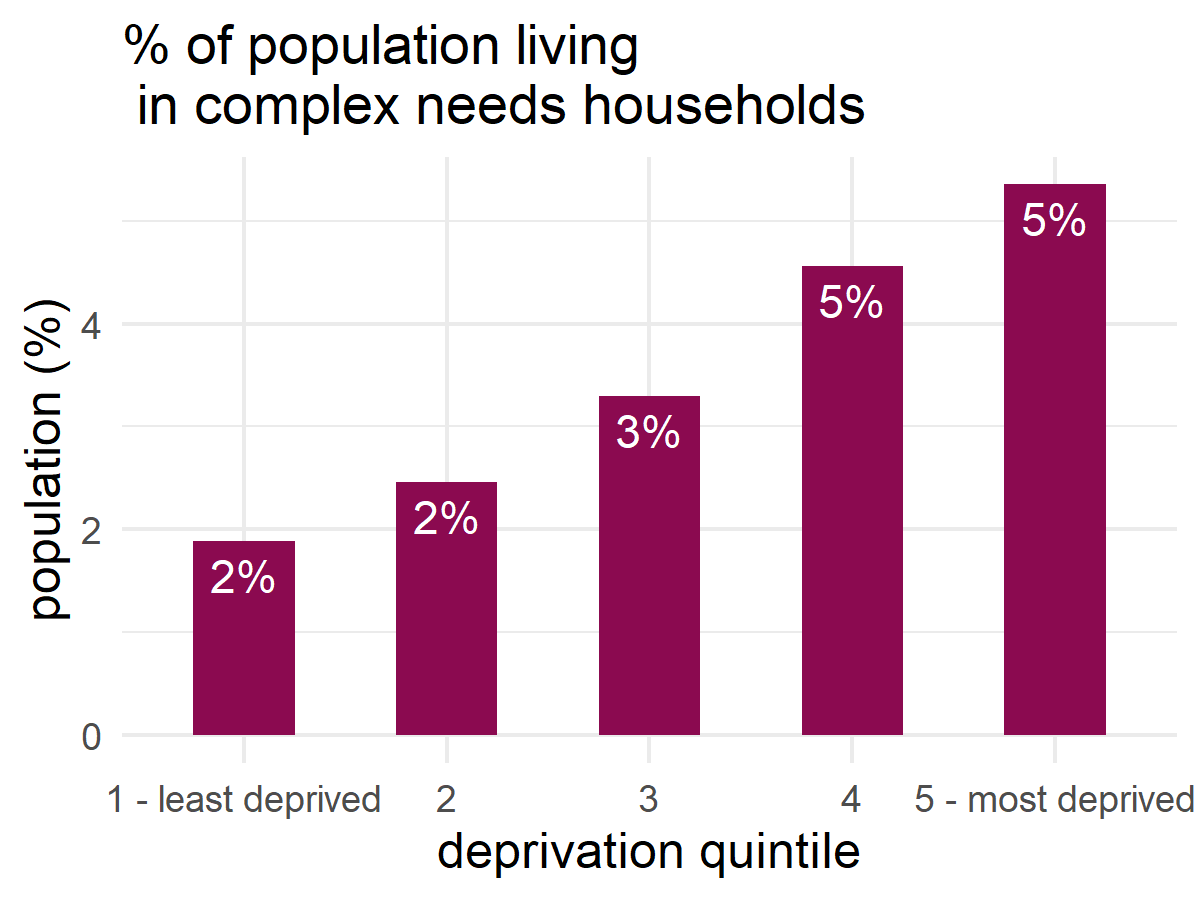 % of population living
in complex needs households
population (%)
4
2
0
2%
2%
3%
5%
5%
1 - least deprived
2
3
4
5 - most deprived
deprivation quintile